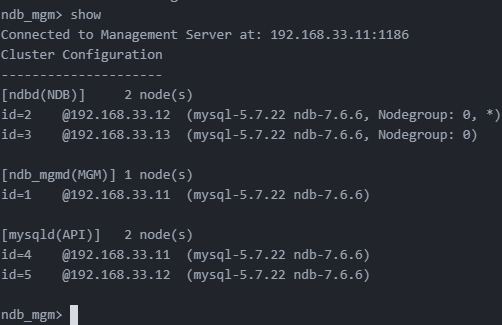 ndb_mgm> show
Connected to Management Server at: 192.168.33.11:1186
Cluster Configuration
---------------------
[ndbd(NDB)]     2 node(s)
id=2    @192.168.33.12  (mysql-5.7.22 ndb-7.6.6, Nodegroup: 0, *)
id=3    @192.168.33.13  (mysql-5.7.22 ndb-7.6.6, Nodegroup: 0)

[ndb_mgmd(MGM)] 1 node(s)
id=1    @192.168.33.11  (mysql-5.7.22 ndb-7.6.6)

[mysqld(API)]   2 node(s)
id=4    @192.168.33.11  (mysql-5.7.22 ndb-7.6.6)
id=5    @192.168.33.12  (mysql-5.7.22 ndb-7.6.6)

ndb_mgm>